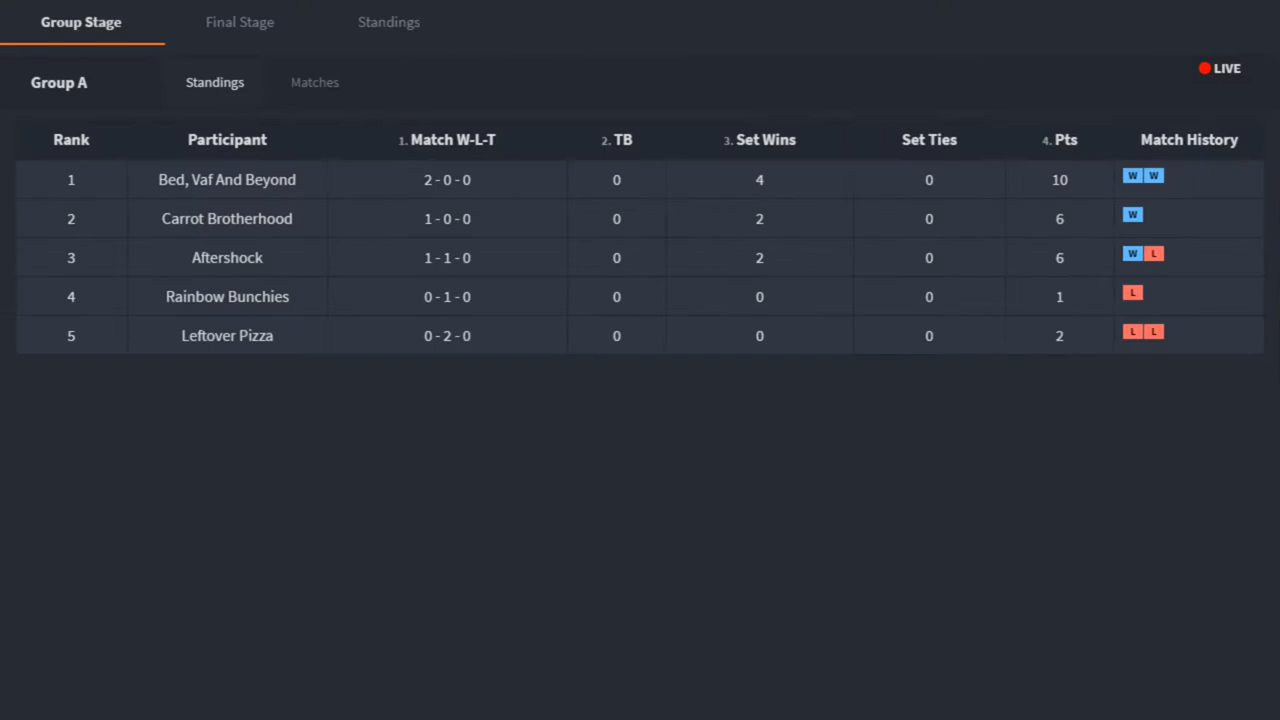 Group Stage Final Stage Standings
LIVE
Group A Standings Matches
Rank Participant 1. Match W-L-T 2. TB 3. Set Wins Set Ties 4. Pts Match History
1 Bed, Vaf And Beyond 2 - 0 - 0 0 4 0 10 W W
2 Carrot Brotherhood 1 - 0 - 0 0 2 0 6 W
3 Aftershock 1 - 1 - 0 0 2 0 6 W L
4 Rainbow Bunchies 0 - 1 - 0 0 0 0 1 L
5 Leftover Pizza 0 - 2 - 0 0 0 0 2 L L